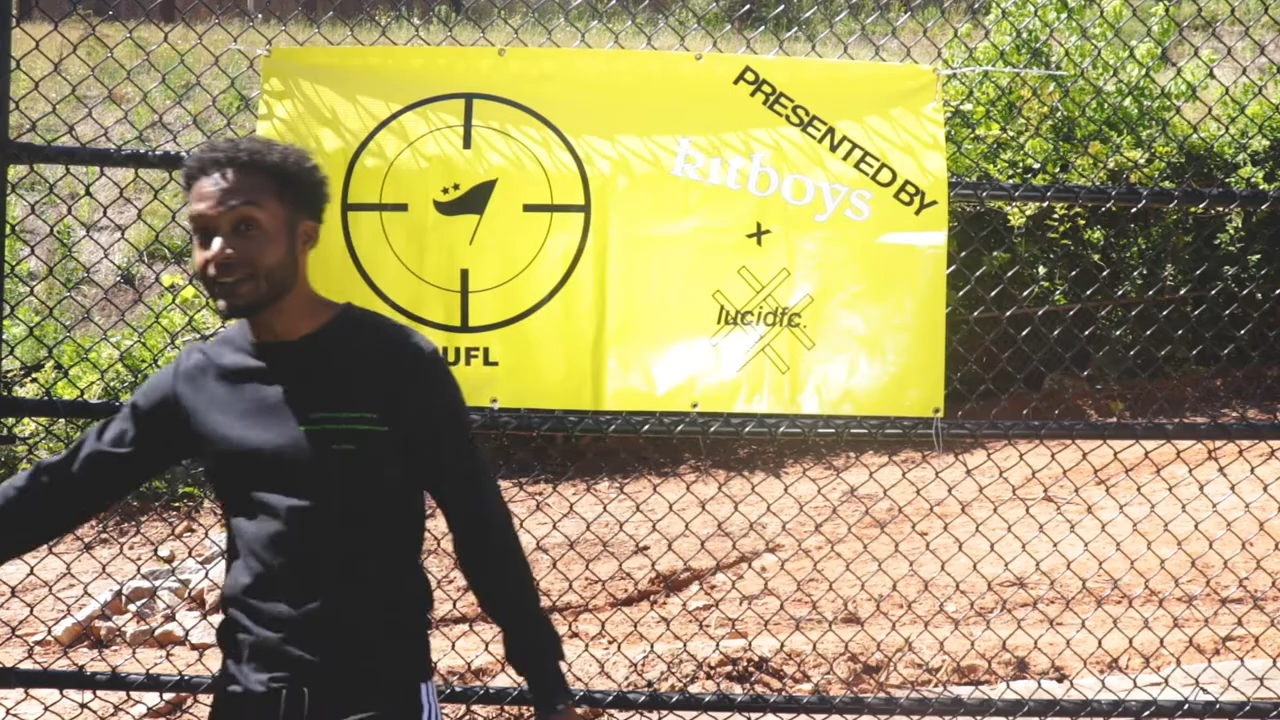 UFL
PRESENTED BY
kitboys
x
lucidfc.